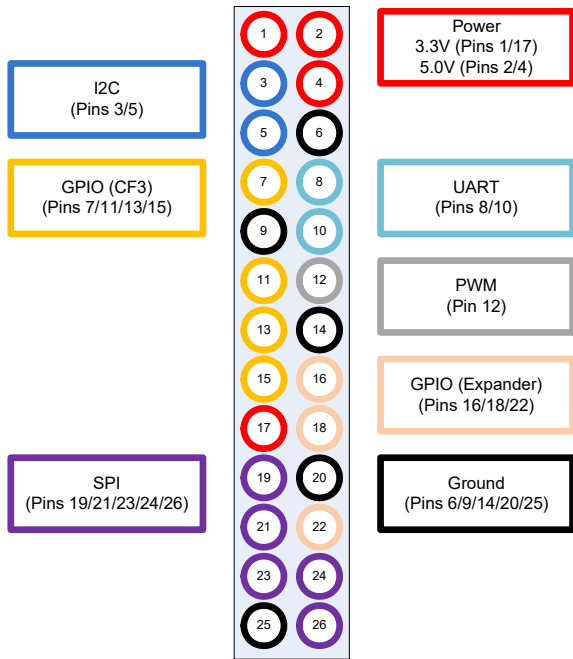 Power
3.3V (Pins 1/17)
5.0V (Pins 2/4)
I2C
(Pins 3/5)
GPIO (CF3)
(Pins 7/11/13/15)
UART
(Pins 8/10)
PWM
(Pin 12)
GPIO (Expander)
(Pins 16/18/22)
SPI
(Pins 19/21/23/24/26)
Ground
(Pins 6/9/14/20/25)
1 2
3 4
5 6
7 8
9 10
11 12
13 14
15 16
17 18
19 20
21 22
23 24
25 26